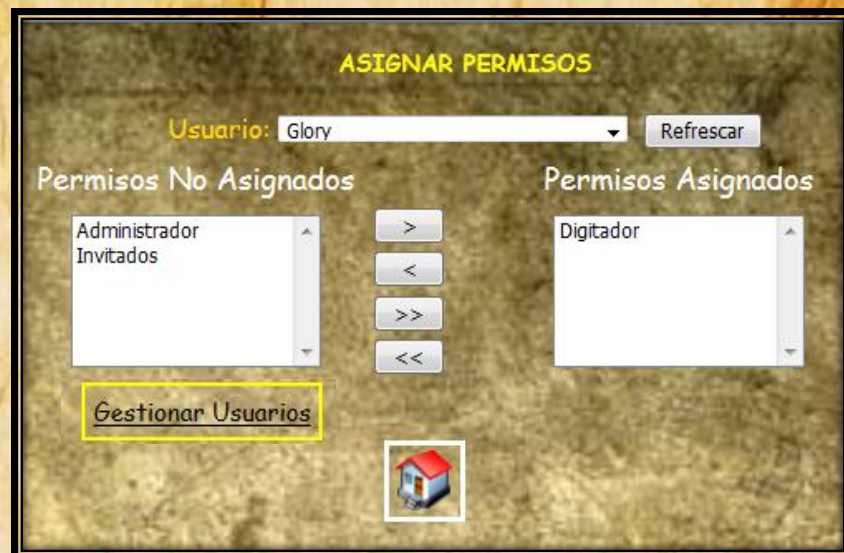 ASIGNAR PERMISOS
Usuario: Glory Refrescar
Permisos No Asignados Permisos Asignados
Administrador
Invitados
>
<
>>
<<
Digitador
Gestionar Usuarios